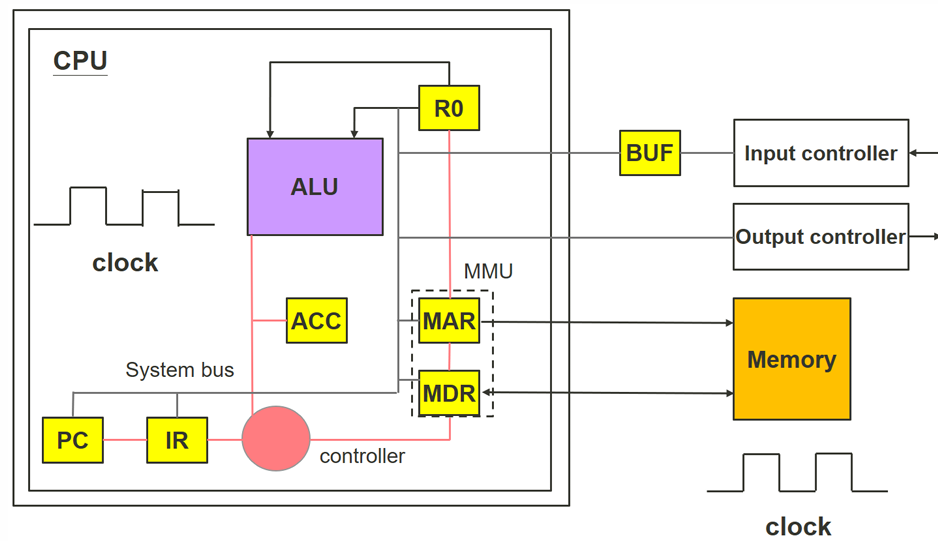 CPU
R0
BUF
Input controller
ALU
Output controller
clock
MMU
ACC
MAR
Memory
System bus
MDR
PC
IR
controller
clock